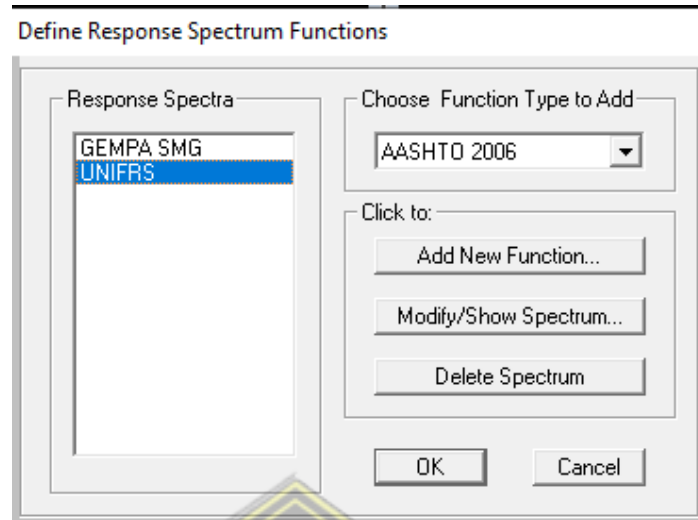 Define Response Spectrum Functions
Response Spectra
GEMPA SMG
UNIFRS
Choose Function Type to Add
AASHTO 2006
Click to:
Add New Function...
Modify/Show Spectrum...
Delete Spectrum
OK
Cancel